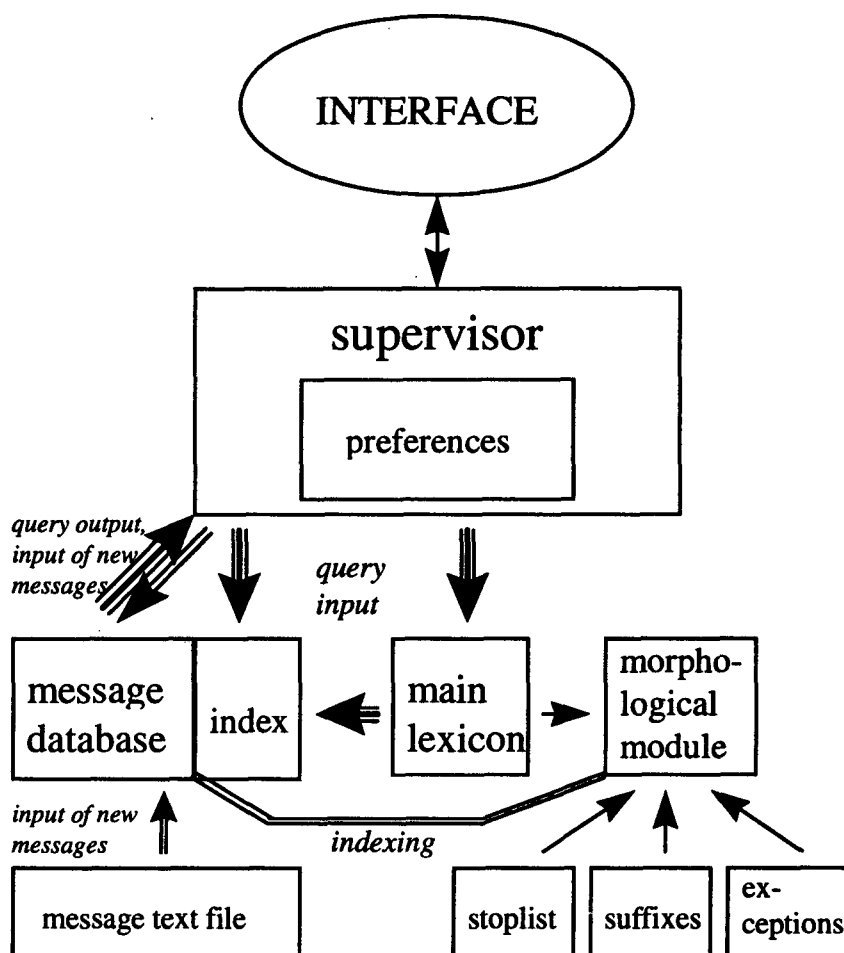 INTERFACE
supervisor
preferences
query output,
input of new
messages
query
input
message
database
index
main
lexicon
morpho-
logical
module
input of new
messages
indexing
message text file
stoplist
suffixes
ex-
ceptions